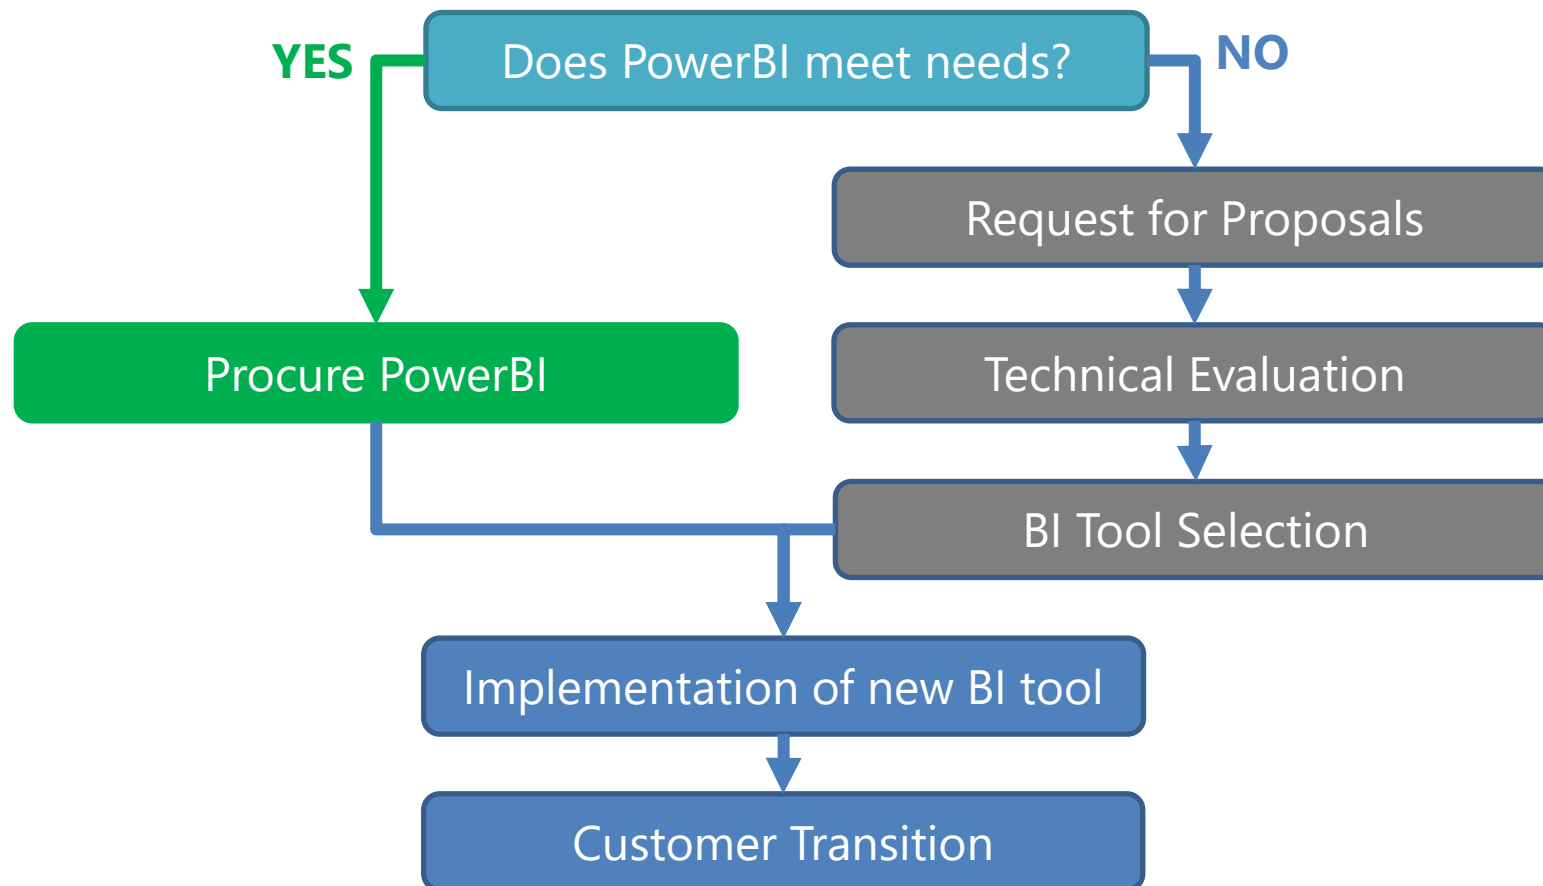 YES
Does PowerBI meet needs?
NO
Request for Proposals
Procure PowerBI
Technical Evaluation
BI Tool Selection
Implementation of new BI tool
Customer Transition